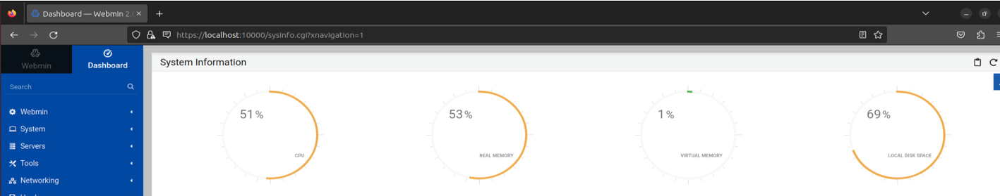 Dashboard — Webmin 2.
https://localhost:10000/sysinfo.cgi?xnavigation=1
Webmin
Dashboard
System Information
Search
Webmin
System
Servers
Tools
Networking
51%
CPU
53%
REAL MEMORY
1%
VIRTUAL MEMORY
69%
LOCAL DISK SPACE